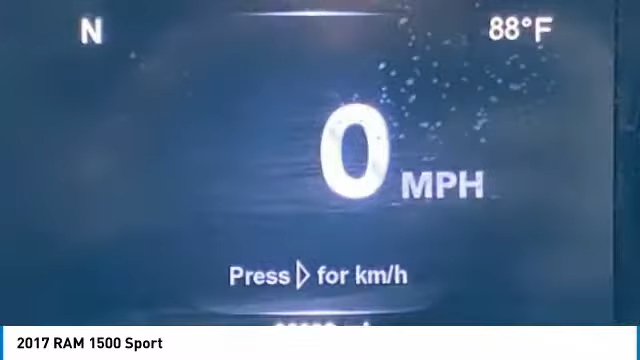 N
88°F
0 MPH
Press ▷ for km/h
2017 RAM 1500 Sport